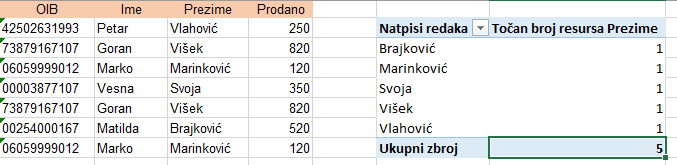 OIB Ime Prezime Prodano
42502631993 Petar Vlahović 250
73879167107 Goran Višek 820
06059999012 Marko Marinković 120
00003877107 Vesna Svoja 350
73879167107 Goran Višek 820
00254000167 Matilda Brajković 520
06059999012 Marko Marinković 120
Natpisi redaka Točan broj resursa Prezime
Brajković 1
Marinković 1
Svoja 1
Višek 1
Vlahović 1
Ukupni zbroj 5